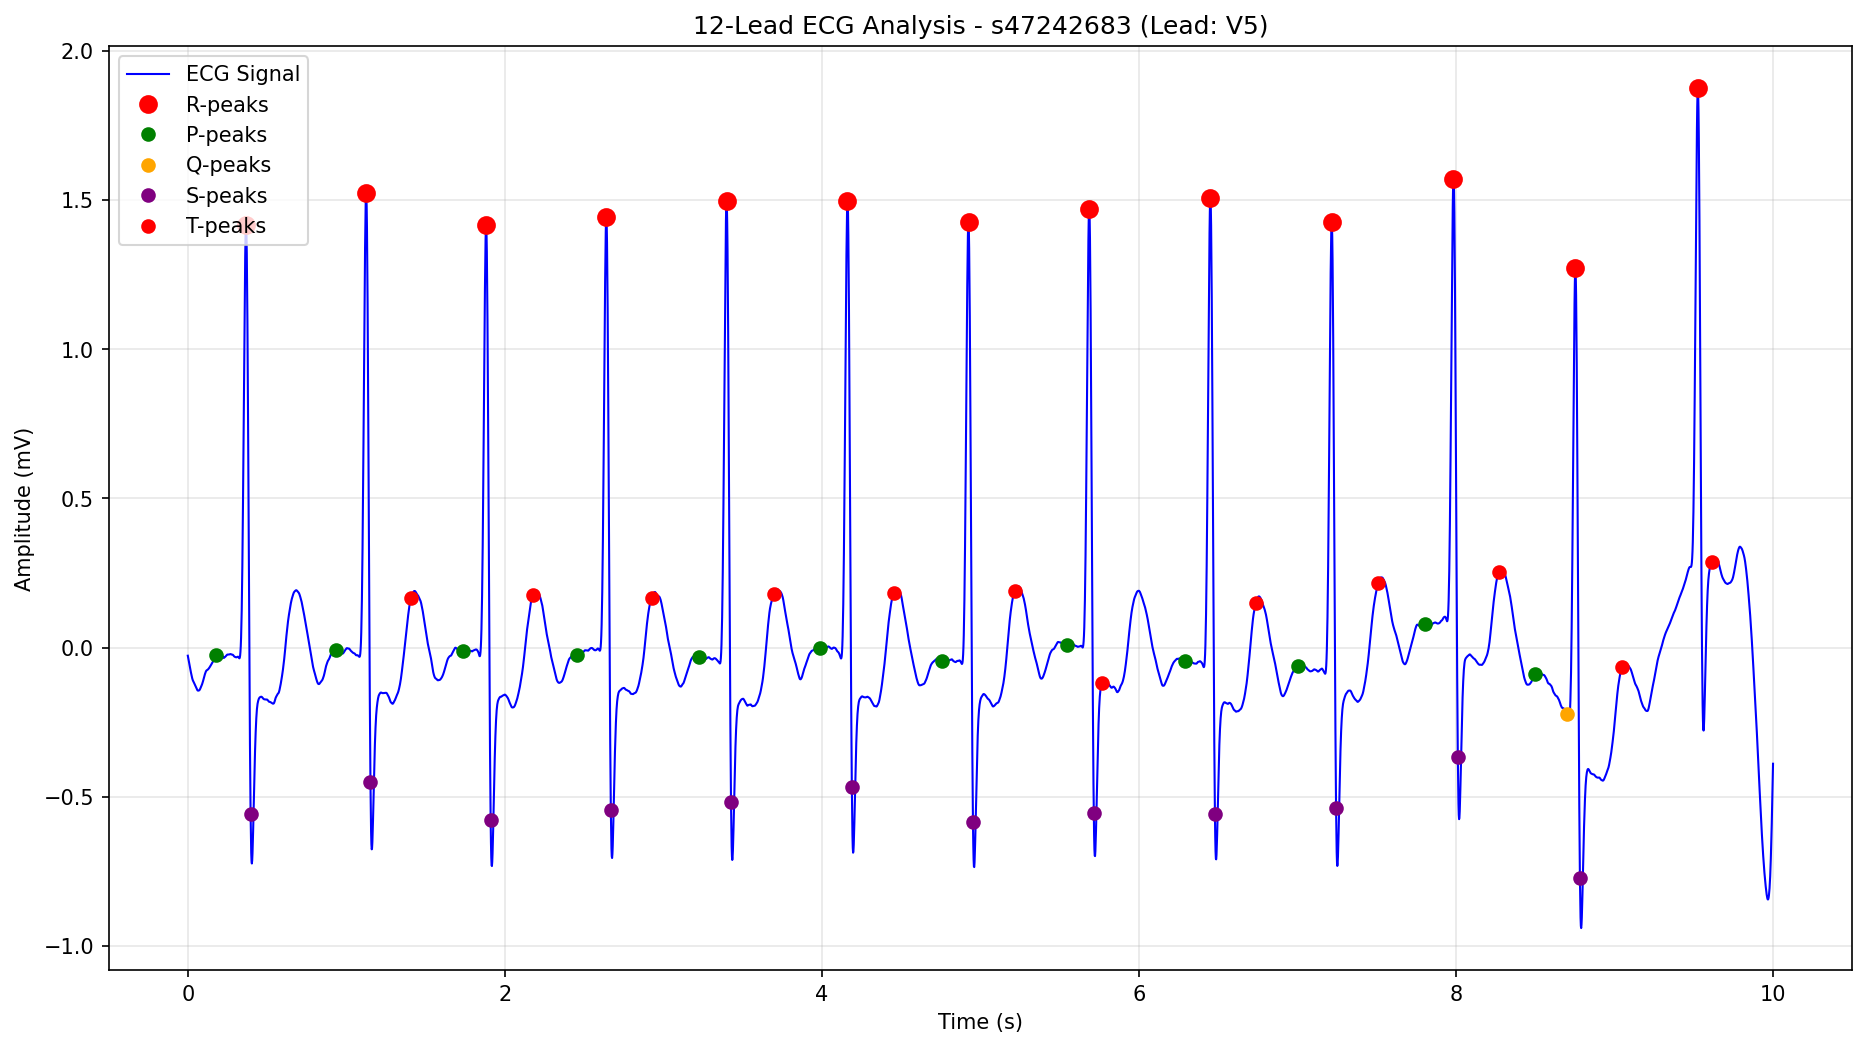 12-Lead ECG Analysis - s47242683 (Lead: V5)
ECG Signal
R-peaks
P-peaks
Q-peaks
S-peaks
T-peaks
Amplitude (mV)
2.0
1.5
1.0
0.5
0.0
−0.5
−1.0
0 2 4 6 8 10
Time (s)